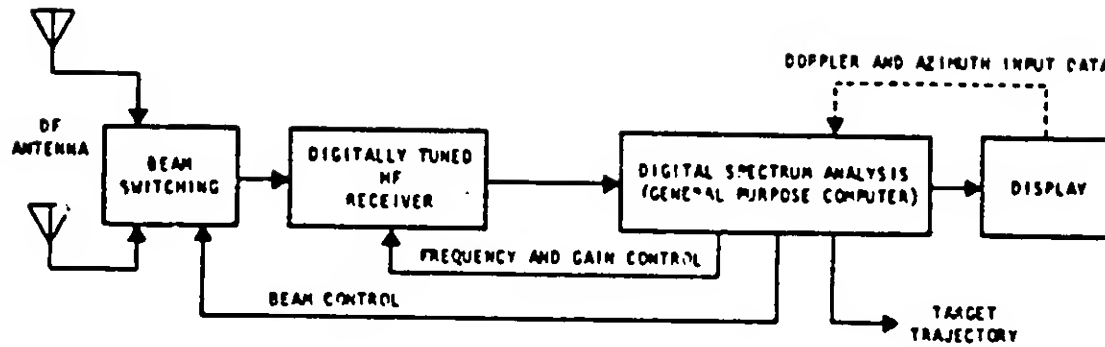 DOPPLER AND AZIMUTH INPUT DATA
DF
ANTENNA
BEAM
SWITCHING
DIGITALLY TUNED
HF
RECEIVER
DIGITAL SPECTRUM ANALYSIS
(GENERAL PURPOSE COMPUTER)
DISPLAY
FREQUENCY AND GAIN CONTROL
BEAM CONTROL
TARGET
TRAJECTORY